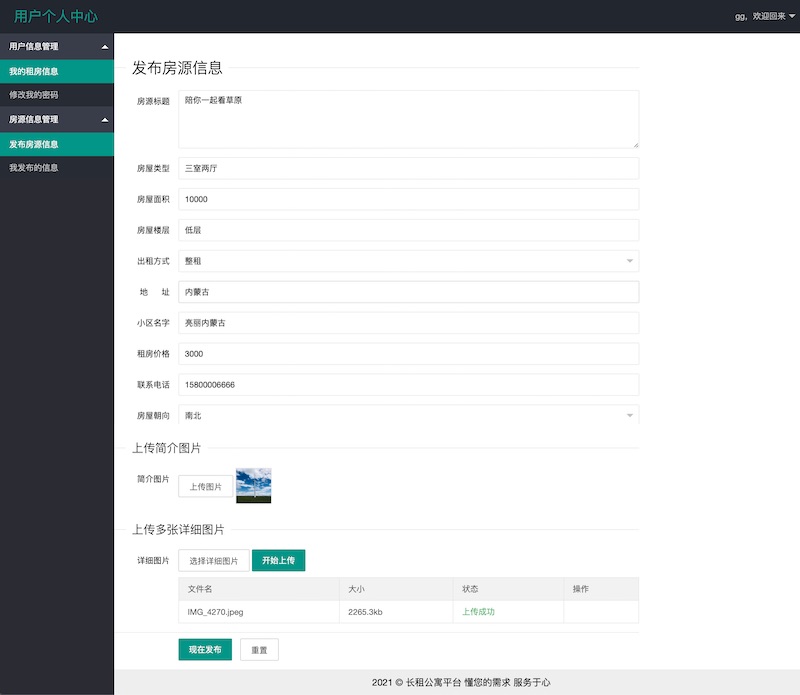 用户个人中心
gg，欢迎回来
用户信息管理
我的租房信息
修改我的密码
房源信息管理
发布房源信息
我发布的信息
发布房源信息
房源标题 陪你一起看草原
房屋类型 三室两厅
房屋面积 10000
房屋楼层 低层
出租方式 整租
地 址 内蒙古
小区名字 亮丽内蒙古
租房价格 3000
联系电话 15800006666
房屋朝向 南北
上传简介图片
简介图片 上传图片
上传多张详细图片
详细图片 选择详细图片 开始上传
文件名 大小 状态 操作
IMG_4270.jpeg 2265.3kb 上传成功
现在发布 重置
2021 © 长租公寓平台 懂您的需求 服务于心